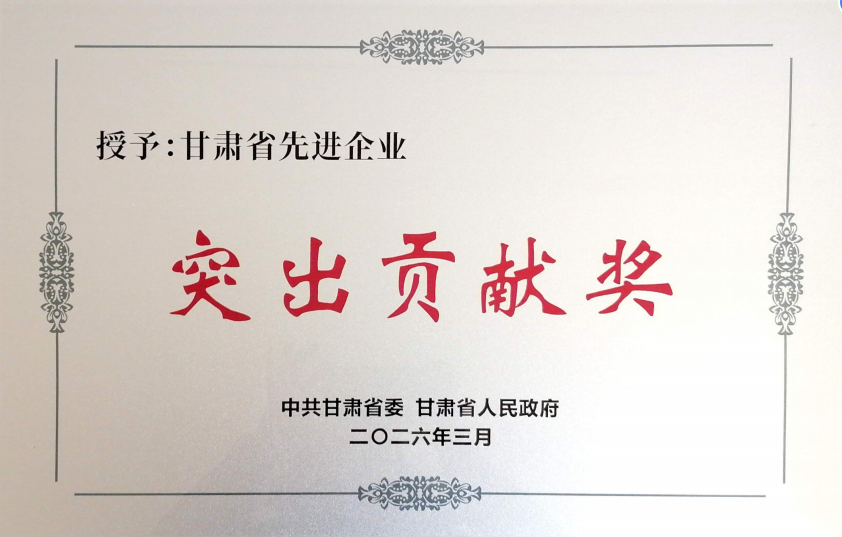 授予:甘肃省先进企业
突出贡献奖
中共甘肃省委 甘肃省人民政府
二〇二六年三月